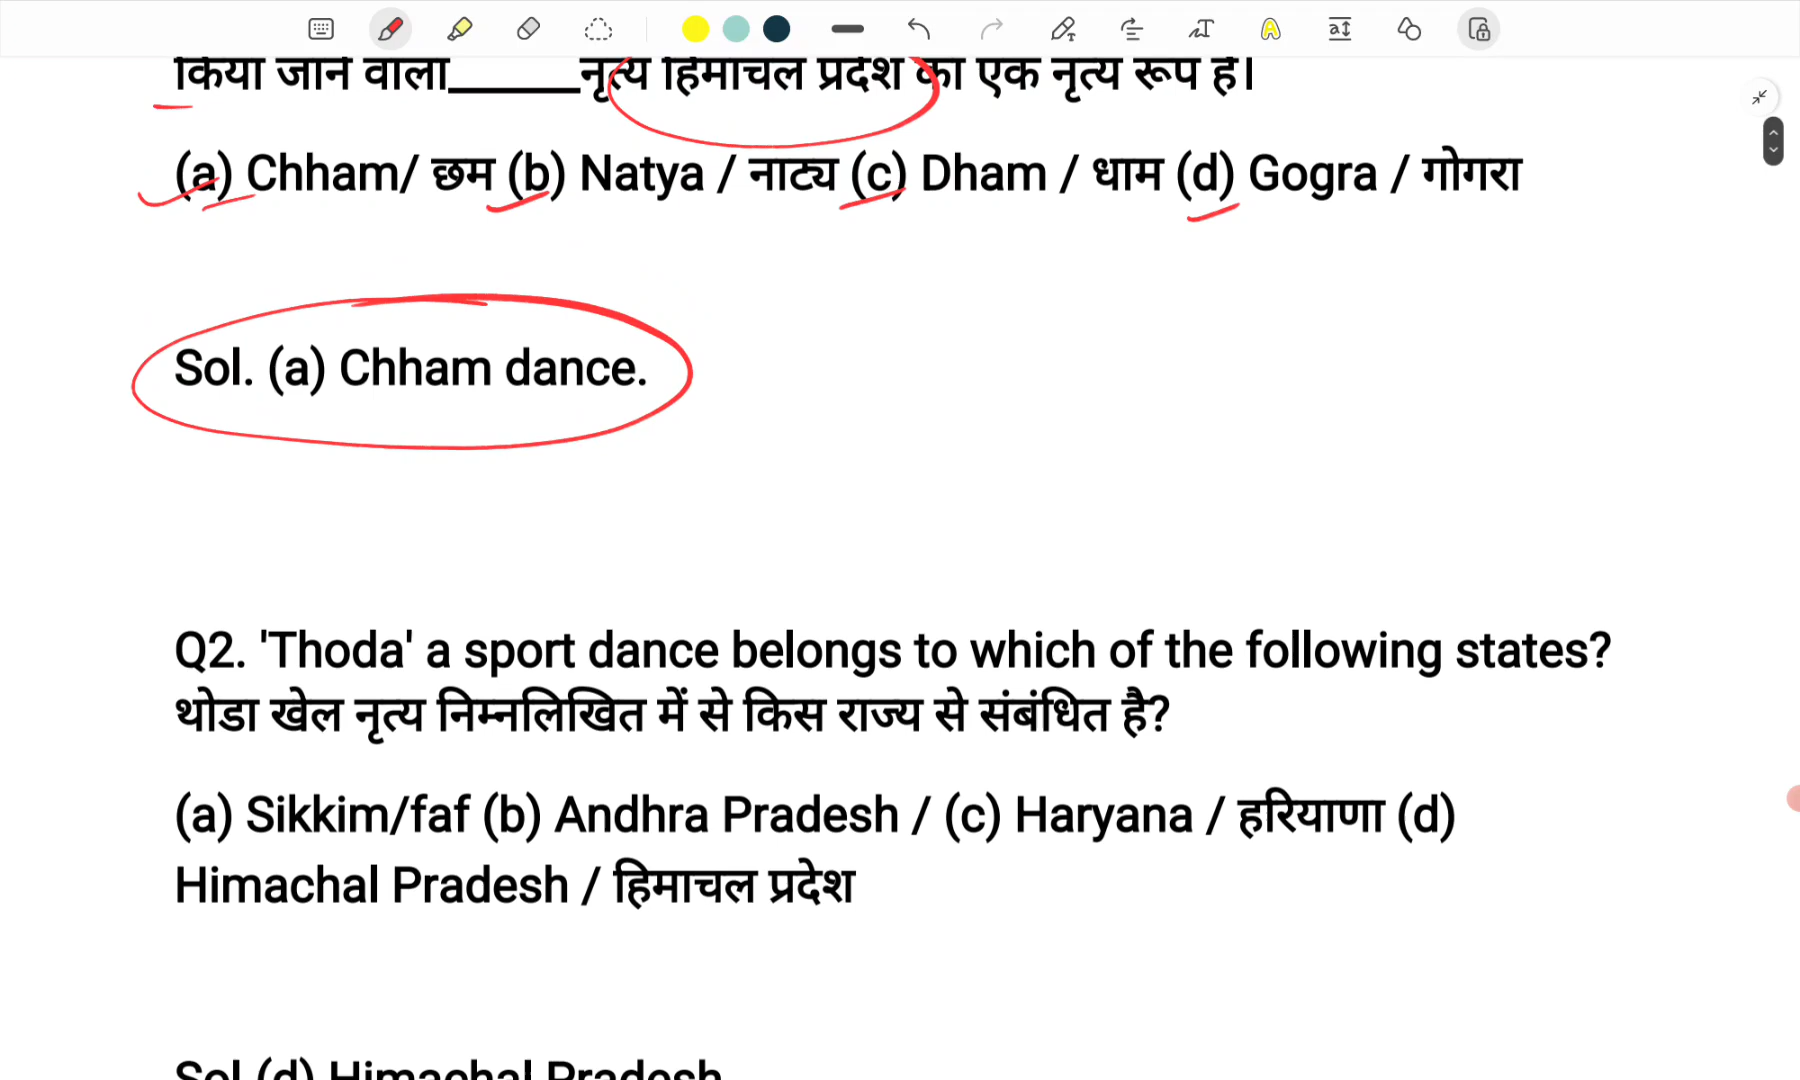 किया जाने वाला______नृत्य हिमाचल प्रदेश का एक नृत्य रूप है।
(a) Chham/ छम (b) Natya / नाट्य (c) Dham / धाम (d) Gogra / गोगरा
Sol. (a) Chham dance.
Q2. 'Thoda' a sport dance belongs to which of the following states?
थोडा खेल नृत्य निम्नलिखित में से किस राज्य से संबंधित है?
(a) Sikkim/faf (b) Andhra Pradesh / (c) Haryana / हरियाणा (d)
Himachal Pradesh / हिमाचल प्रदेश
Sol (d) Himachal Pradesh